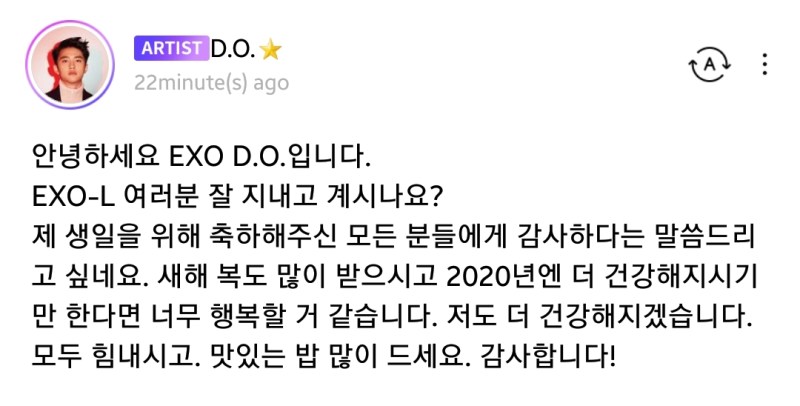 ARTIST D.O.⭐
22minute(s) ago
A
안녕하세요 EXO D.O.입니다.
EXO-L 여러분 잘 지내고 계시나요?
제 생일을 위해 축하해주신 모든 분들에게 감사하다는 말씀드리
고 싶네요. 새해 복도 많이 받으시고 2020년엔 더 건강해지시기
만 한다면 너무 행복할 거 같습니다. 저도 더 건강해지겠습니다.
모두 힘내시고. 맛있는 밥 많이 드세요. 감사합니다!